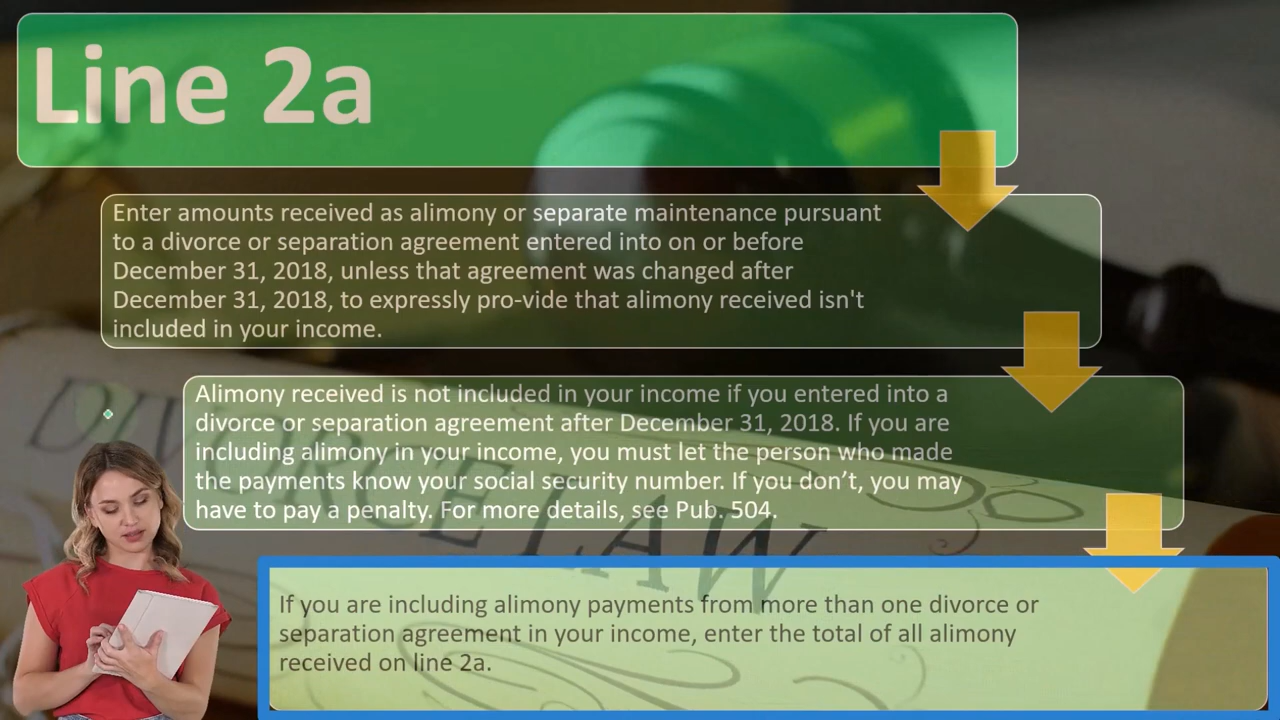 Line 2a
Enter amounts received as alimony or separate maintenance pursuant
to a divorce or separation agreement entered into on or before
December 31, 2018, unless that agreement was changed after
December 31, 2018, to expressly pro-vide that alimony received isn't
included in your income.
Alimony received is not included in your income if you entered into a
divorce or separation agreement after December 31, 2018. If you are
including alimony in your income, you must let the person who made
the payments know your social security number. If you don’t, you may
have to pay a penalty. For more details, see Pub. 504.
If you are including alimony payments from more than one divorce or
separation agreement in your income, enter the total of all alimony
received on line 2a.
DIVORCE LAW